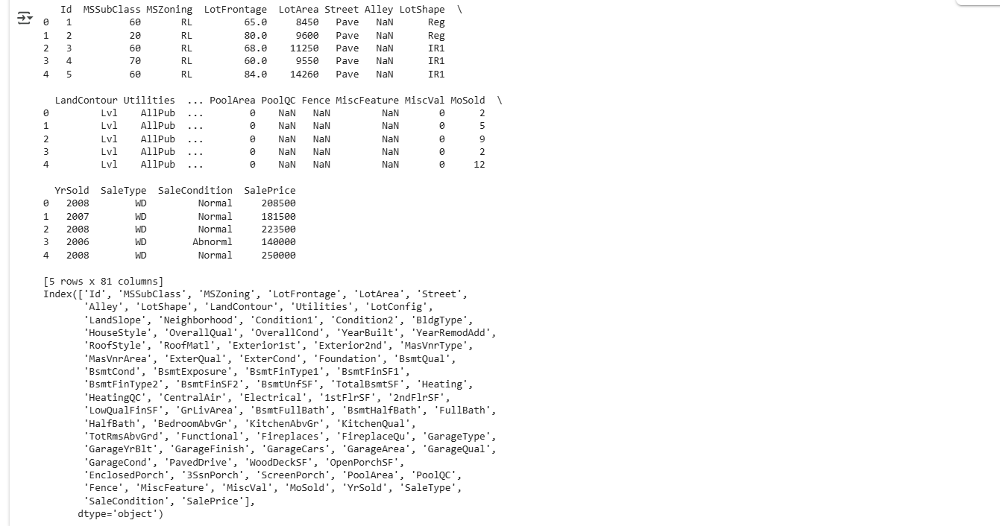 Id  MSSubClass MSZoning  LotFrontage  LotArea Street Alley LotShape  \
0   1          60       RL         65.0     8450   Pave   NaN      Reg
1   2          20       RL         80.0     9600   Pave   NaN      Reg
2   3          60       RL         68.0    11250   Pave   NaN      IR1
3   4          70       RL         60.0     9550   Pave   NaN      IR1
4   5          60       RL         84.0    14260   Pave   NaN      IR1
  LandContour Utilities  ... PoolArea PoolQC Fence MiscFeature MiscVal MoSold  \
0         Lvl    AllPub  ...        0    NaN   NaN         NaN       0      2
1         Lvl    AllPub  ...        0    NaN   NaN         NaN       0      5
2         Lvl    AllPub  ...        0    NaN   NaN         NaN       0      9
3         Lvl    AllPub  ...        0    NaN   NaN         NaN       0      2
4         Lvl    AllPub  ...        0    NaN   NaN         NaN       0     12
  YrSold  SaleType  SaleCondition  SalePrice
0   2008        WD         Normal     208500
1   2007        WD         Normal     181500
2   2008        WD         Normal     223500
3   2006        WD        Abnorml     140000
4   2008        WD         Normal     250000
[5 rows x 81 columns]
Index(['Id', 'MSSubClass', 'MSZoning', 'LotFrontage', 'LotArea', 'Street',
       'Alley', 'LotShape', 'LandContour', 'Utilities', 'LotConfig',
       'LandSlope', 'Neighborhood', 'Condition1', 'Condition2', 'BldgType',
       'HouseStyle', 'OverallQual', 'OverallCond', 'YearBuilt', 'YearRemodAdd',
       'RoofStyle', 'RoofMatl', 'Exterior1st', 'Exterior2nd', 'MasVnrType',
       'MasVnrArea', 'ExterQual', 'ExterCond', 'Foundation', 'BsmtQual',
       'BsmtCond', 'BsmtExposure', 'BsmtFinType1', 'BsmtFinSF1',
       'BsmtFinType2', 'BsmtFinSF2', 'BsmtUnfSF', 'TotalBsmtSF', 'Heating',
       'HeatingQC', 'CentralAir', 'Electrical', '1stFlrSF', '2ndFlrSF',
       'LowQualFinSF', 'GrLivArea', 'BsmtFullBath', 'BsmtHalfBath', 'FullBath',
       'HalfBath', 'BedroomAbvGr', 'KitchenAbvGr', 'KitchenQual',
       'TotRmsAbvGrd', 'Functional', 'Fireplaces', 'FireplaceQu', 'GarageType',
       'GarageYrBlt', 'GarageFinish', 'GarageCars', 'GarageArea', 'GarageQual',
       'GarageCond', 'PavedDrive', 'WoodDeckSF', 'OpenPorchSF',
       'EnclosedPorch', '3SsnPorch', 'ScreenPorch', 'PoolArea', 'PoolQC',
       'Fence', 'MiscFeature', 'MiscVal', 'MoSold', 'YrSold', 'SaleType',
       'SaleCondition', 'SalePrice'],
      dtype='object')